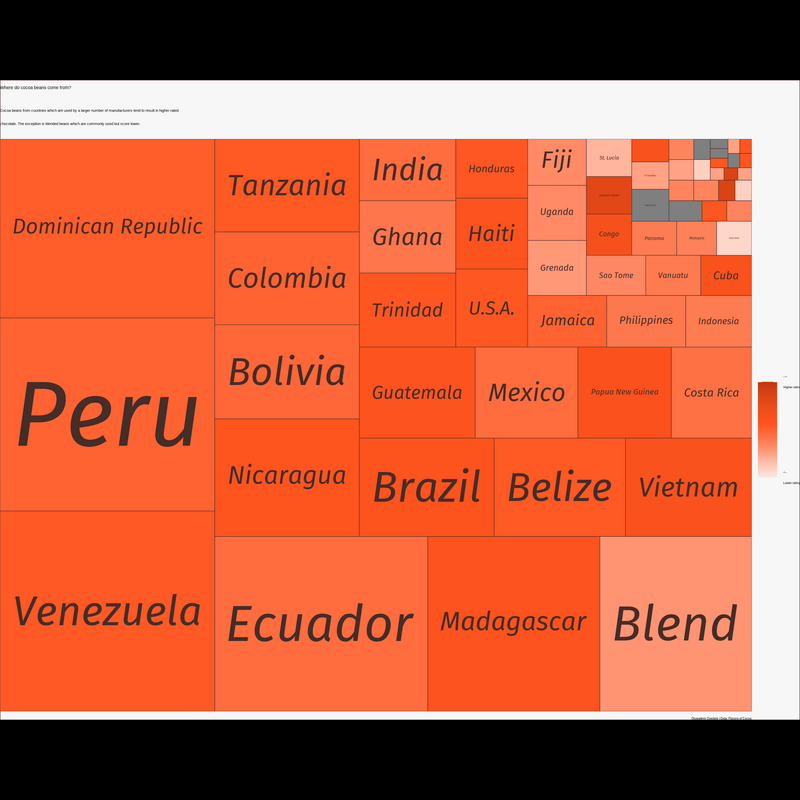 Where do cocoa beans come from?
Cocoa beans from countries which are used by a larger number of manufacturers tend to result in higher rated
chocolate. The exception is blended beans which are commonly used but score lower.
Dominican Republic
Peru
Venezuela
Tanzania
Colombia
Bolivia
Nicaragua
Ecuador
Madagascar
Blend
India
Ghana
Trinidad
Honduras
Haiti
U.S.A.
Fiji
Uganda
Grenada
St. Lucia
Congo
Sao Tome
Vanuatu
Cuba
Panama
Malaysia
Jamaica
Philippines
Indonesia
Guatemala
Mexico
Papua New Guinea
Costa Rica
Brazil
Belize
Vietnam
Higher rating
Lower rating